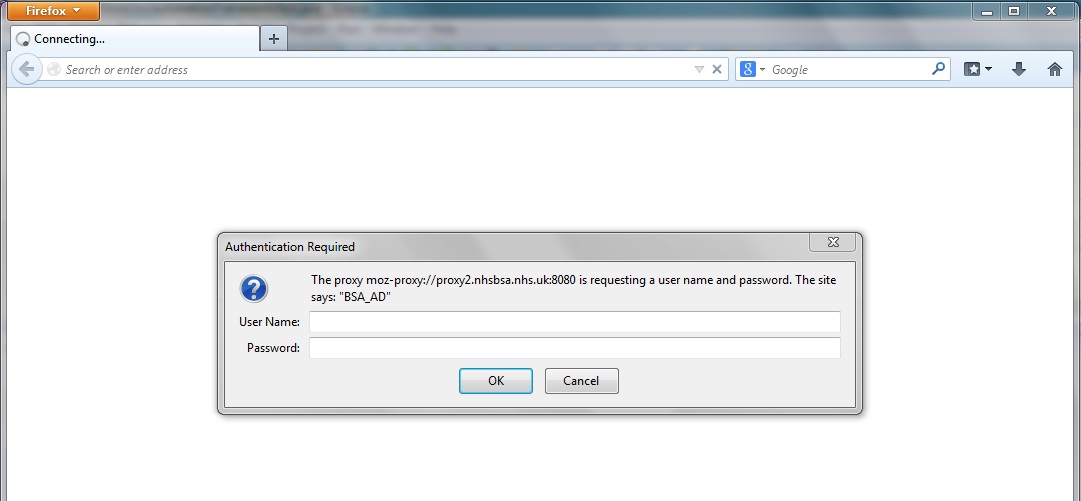 Firefox
Connecting...
Search or enter address
Google
Authentication Required
The proxy moz-proxy://proxy2.nhsbsa.nhs.uk:8080 is requesting a user name and password. The site
says: "BSA_AD"
User Name:
Password:
OK
Cancel